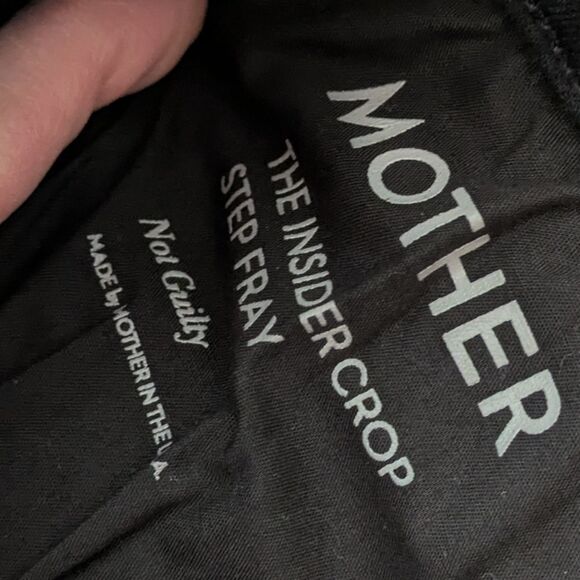 MOTHER
THE INSIDER CROP
STEP FRAY
Not Guilty
MADE by MOTHER IN THE U A.